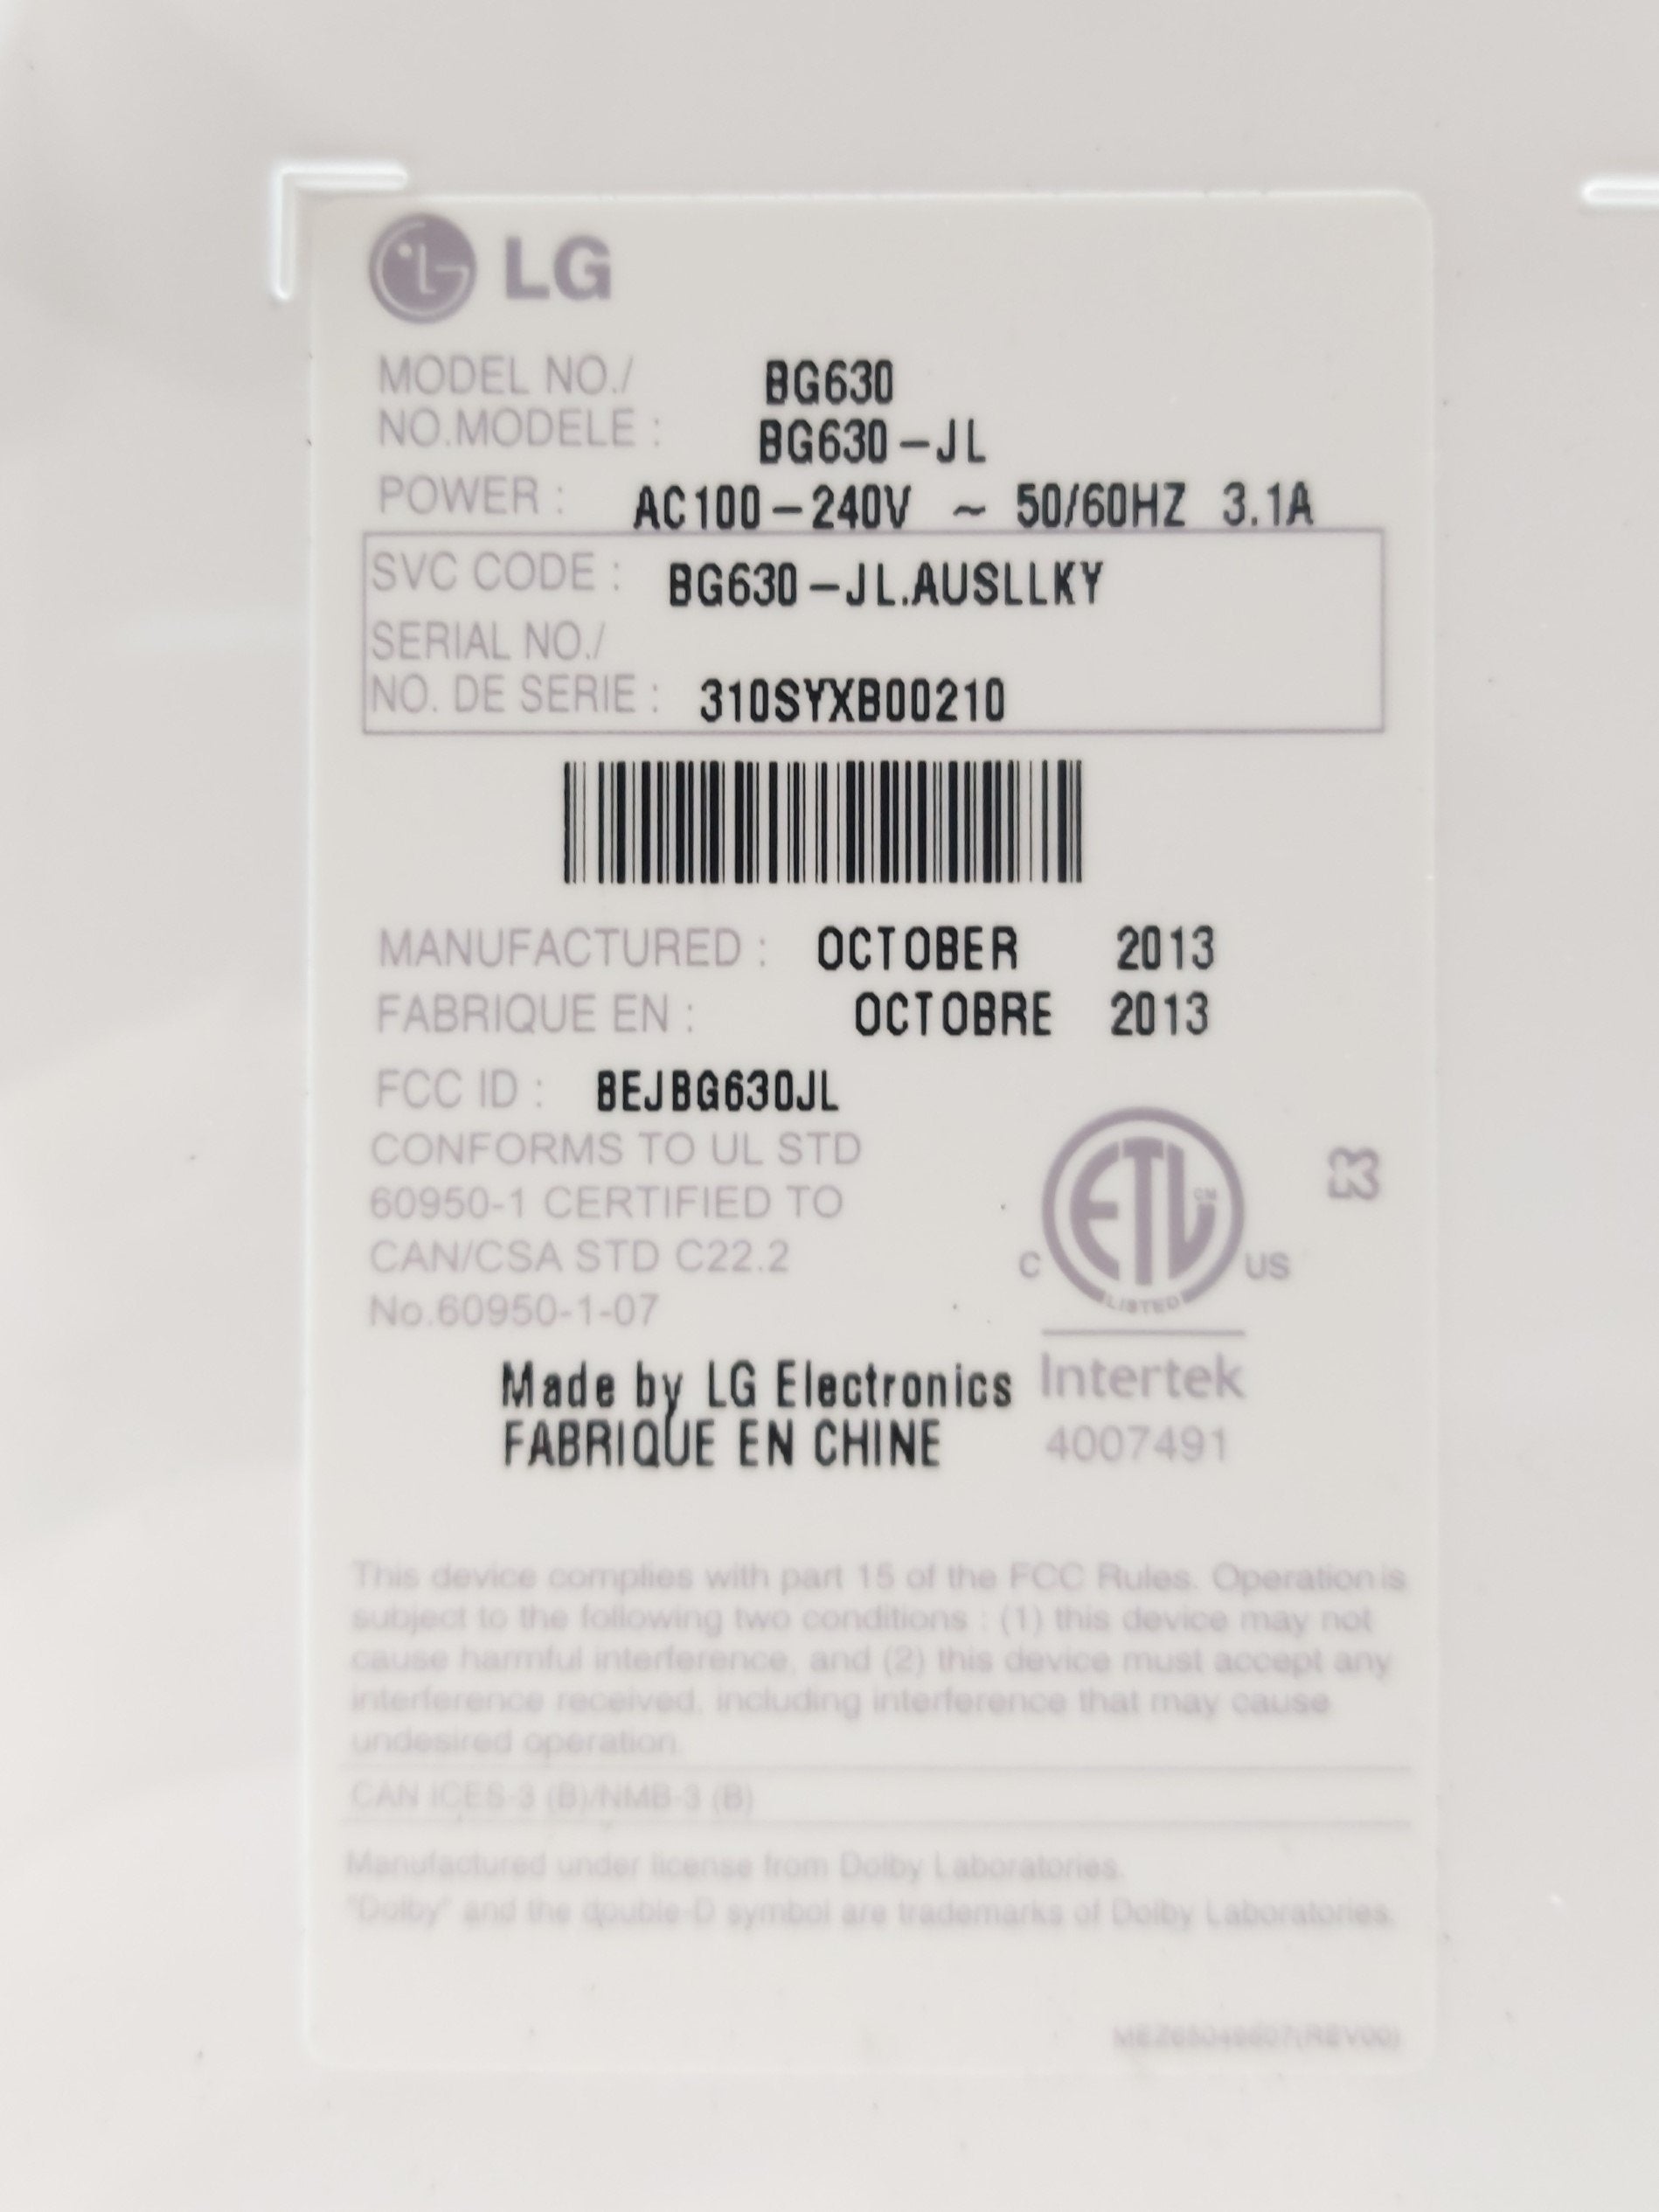 LG
MODEL NO./ BG630
NO.MODELE : BG630-JL
POWER : AC100-240V ~ 50/60HZ 3.1A
SVC CODE : BG630-JL.AUSLLKY
SERIAL NO./
NO. DE SERIE : 310SYXB00210
MANUFACTURED : OCTOBER 2013
FABRIQUE EN : OCTOBRE 2013
FCC ID : BEJBG630JL
CONFORMS TO UL STD
60950-1 CERTIFIED TO
CAN/CSA STD C22.2
No.60950-1-07
ETL CM
C US
LISTED
Intertek
4007491
Made by LG Electronics
FABRIQUE EN CHINE
This device complies with part 15 of the FCC Rules. Operation is
subject to the following two conditions : (1) this device may not
cause harmful interference, and (2) this device must accept any
interference received, including interference that may cause
undesired operation.
CAN ICES-3 (B)/NMB-3 (B)
Manufactured under license from Dolby Laboratories.
"Dolby" and the double-D symbol are trademarks of Dolby Laboratories.